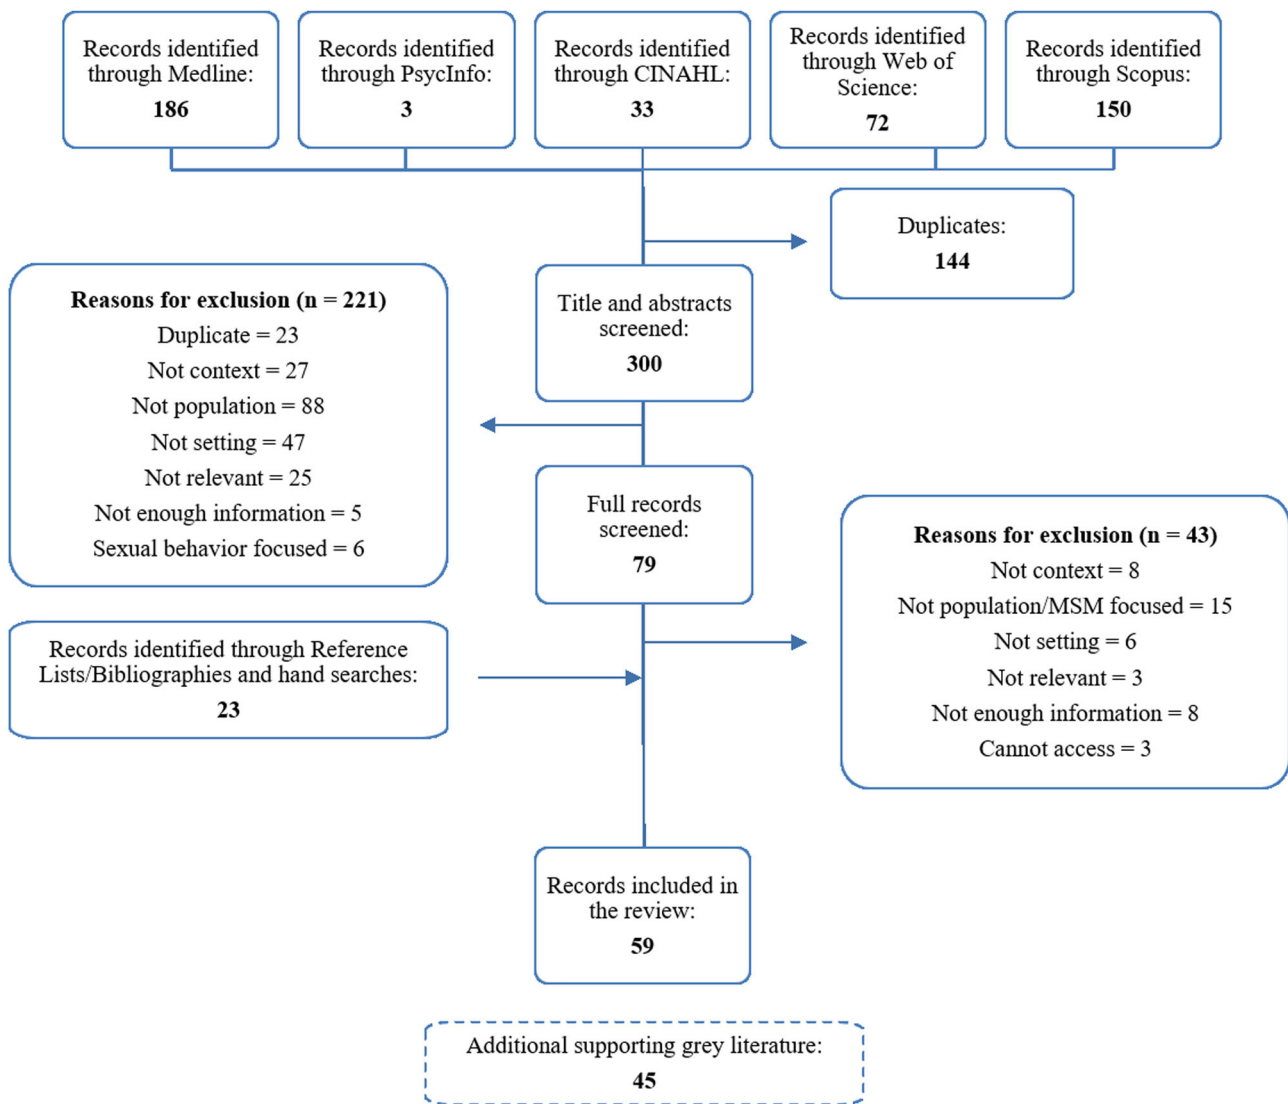 Records identified
through Medline:
186
Records identified
through PsycInfo:
3
Records identified
through CINAHL:
33
Records identified
through Web of
Science:
72
Records identified
through Scopus:
150
Duplicates:
144
Title and abstracts
screened:
300
Reasons for exclusion (n = 221)
Duplicate = 23
Not context = 27
Not population = 88
Not setting = 47
Not relevant = 25
Not enough information = 5
Sexual behavior focused = 6
Full records
screened:
79
Reasons for exclusion (n = 43)
Not context = 8
Not population/MSM focused = 15
Not setting = 6
Not relevant = 3
Not enough information = 8
Cannot access = 3
Records identified through Reference
Lists/Bibliographies and hand searches:
23
Records included in
the review:
59
Additional supporting grey literature:
45